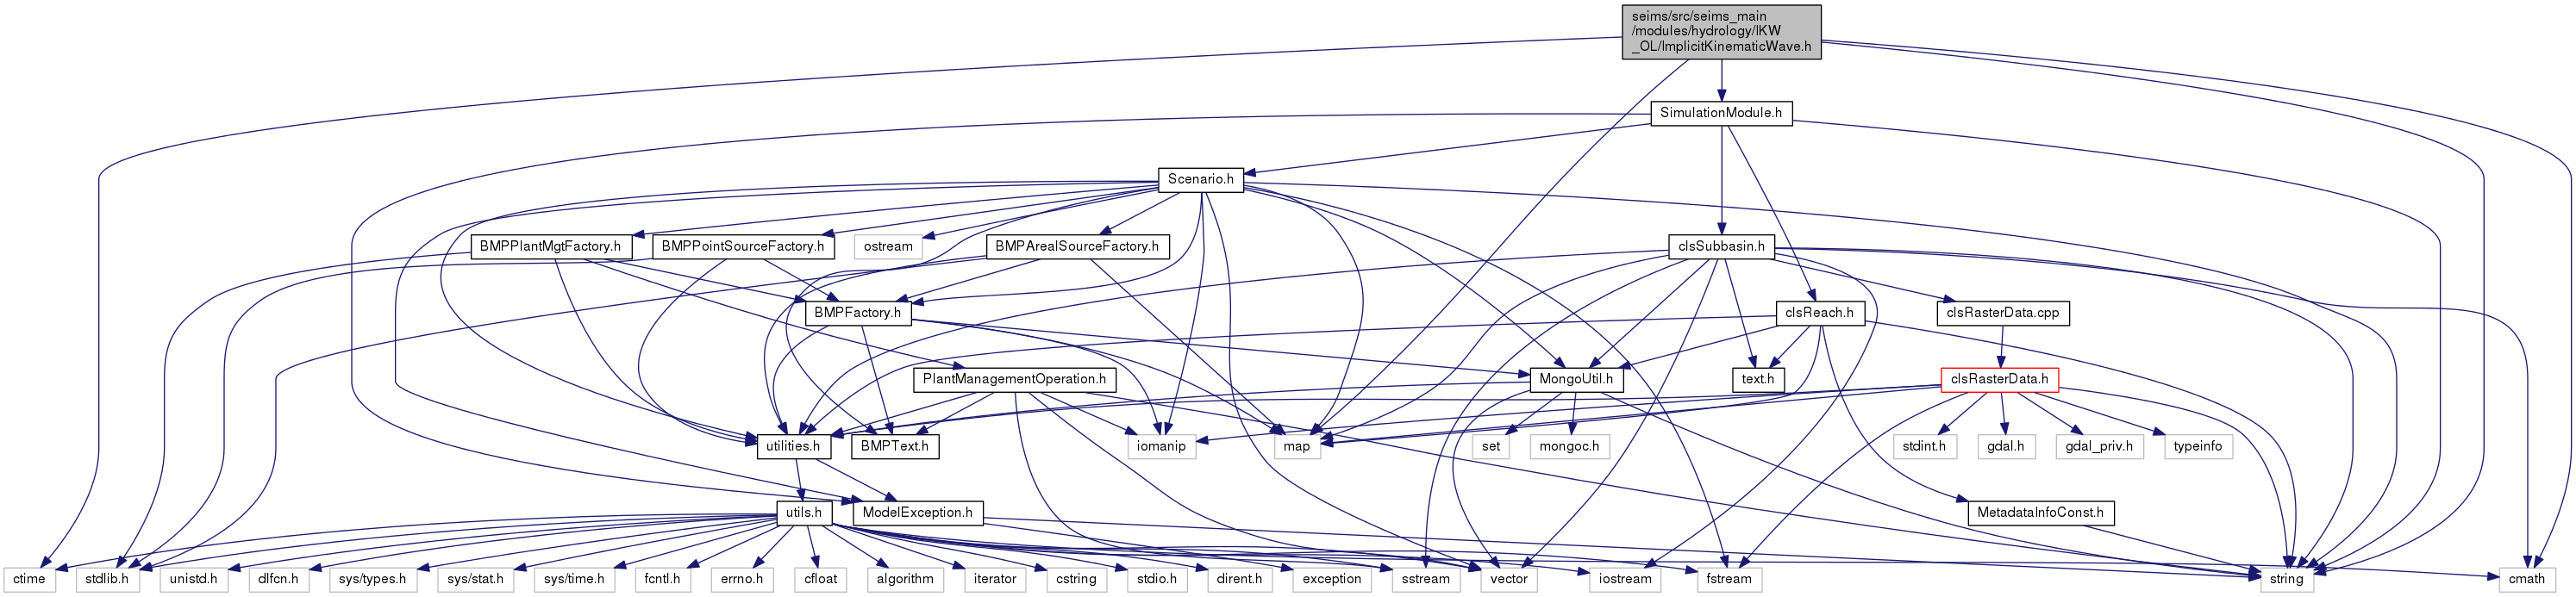 seims/src/seims_main
/modules/hydrology/IKW
_OL/ImplicitKinematicWave.h
SimulationModule.h
Scenario.h
BMPPlantMgtFactory.h
BMPPointSourceFactory.h
ostream
BMPArealSourceFactory.h
clsSubbasin.h
BMPFactory.h
clsReach.h
clsRasterData.cpp
PlantManagementOperation.h
MongoUtil.h
text.h
clsRasterData.h
utilities.h
BMPText.h
iomanip
map
set
mongoc.h
stdint.h
gdal.h
gdal_priv.h
typeinfo
utils.h
ModelException.h
MetadataInfoConst.h
ctime
stdlib.h
unistd.h
dlfcn.h
sys/types.h
sys/stat.h
sys/time.h
fcntl.h
errno.h
cfloat
algorithm
iterator
cstring
stdio.h
dirent.h
exception
sstream
vector
iostream
fstream
string
cmath